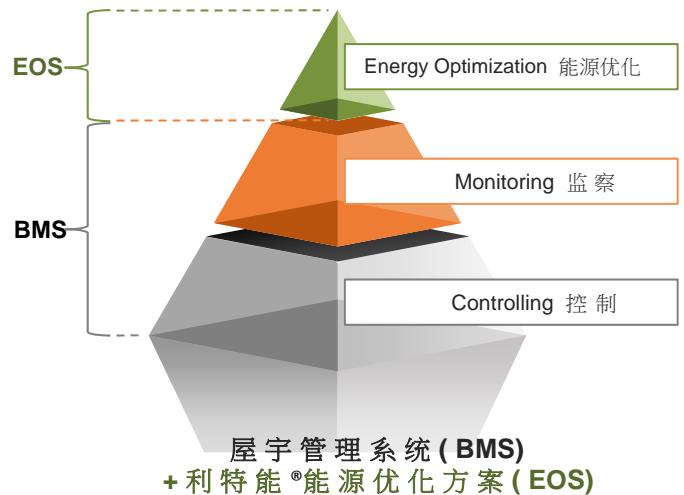 EOS
Energy Optimization 能源优化
Monitoring 监察
BMS
Controlling 控制
屋宇管理系统(BMS)
+利特能®能源优化方案(EOS)